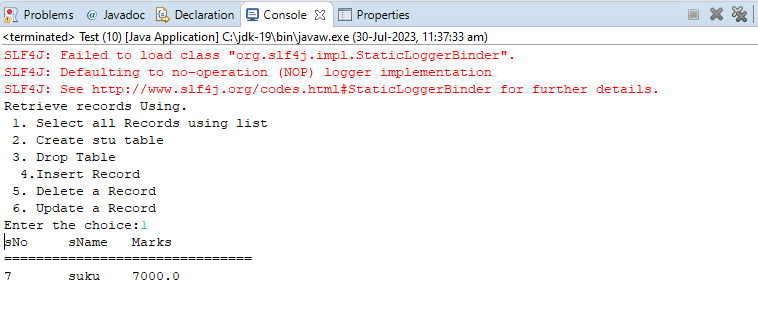 Problems @ Javadoc Declaration Console Properties
<terminated> Test (10) [Java Application] C:\jdk-19\bin\javaw.exe (30-Jul-2023, 11:37:33 am)
SLF4J: Failed to load class "org.slf4j.impl.StaticLoggerBinder".
SLF4J: Defaulting to no-operation (NOP) logger implementation
SLF4J: See http://www.slf4j.org/codes.html#StaticLoggerBinder for further details.
Retrieve records Using.
1. Select all Records using list
2. Create stu table
3. Drop Table
4.Insert Record
5. Delete a Record
6. Update a Record
Enter the choice:1
sNo sName Marks
===============================
7 suku 7000.0